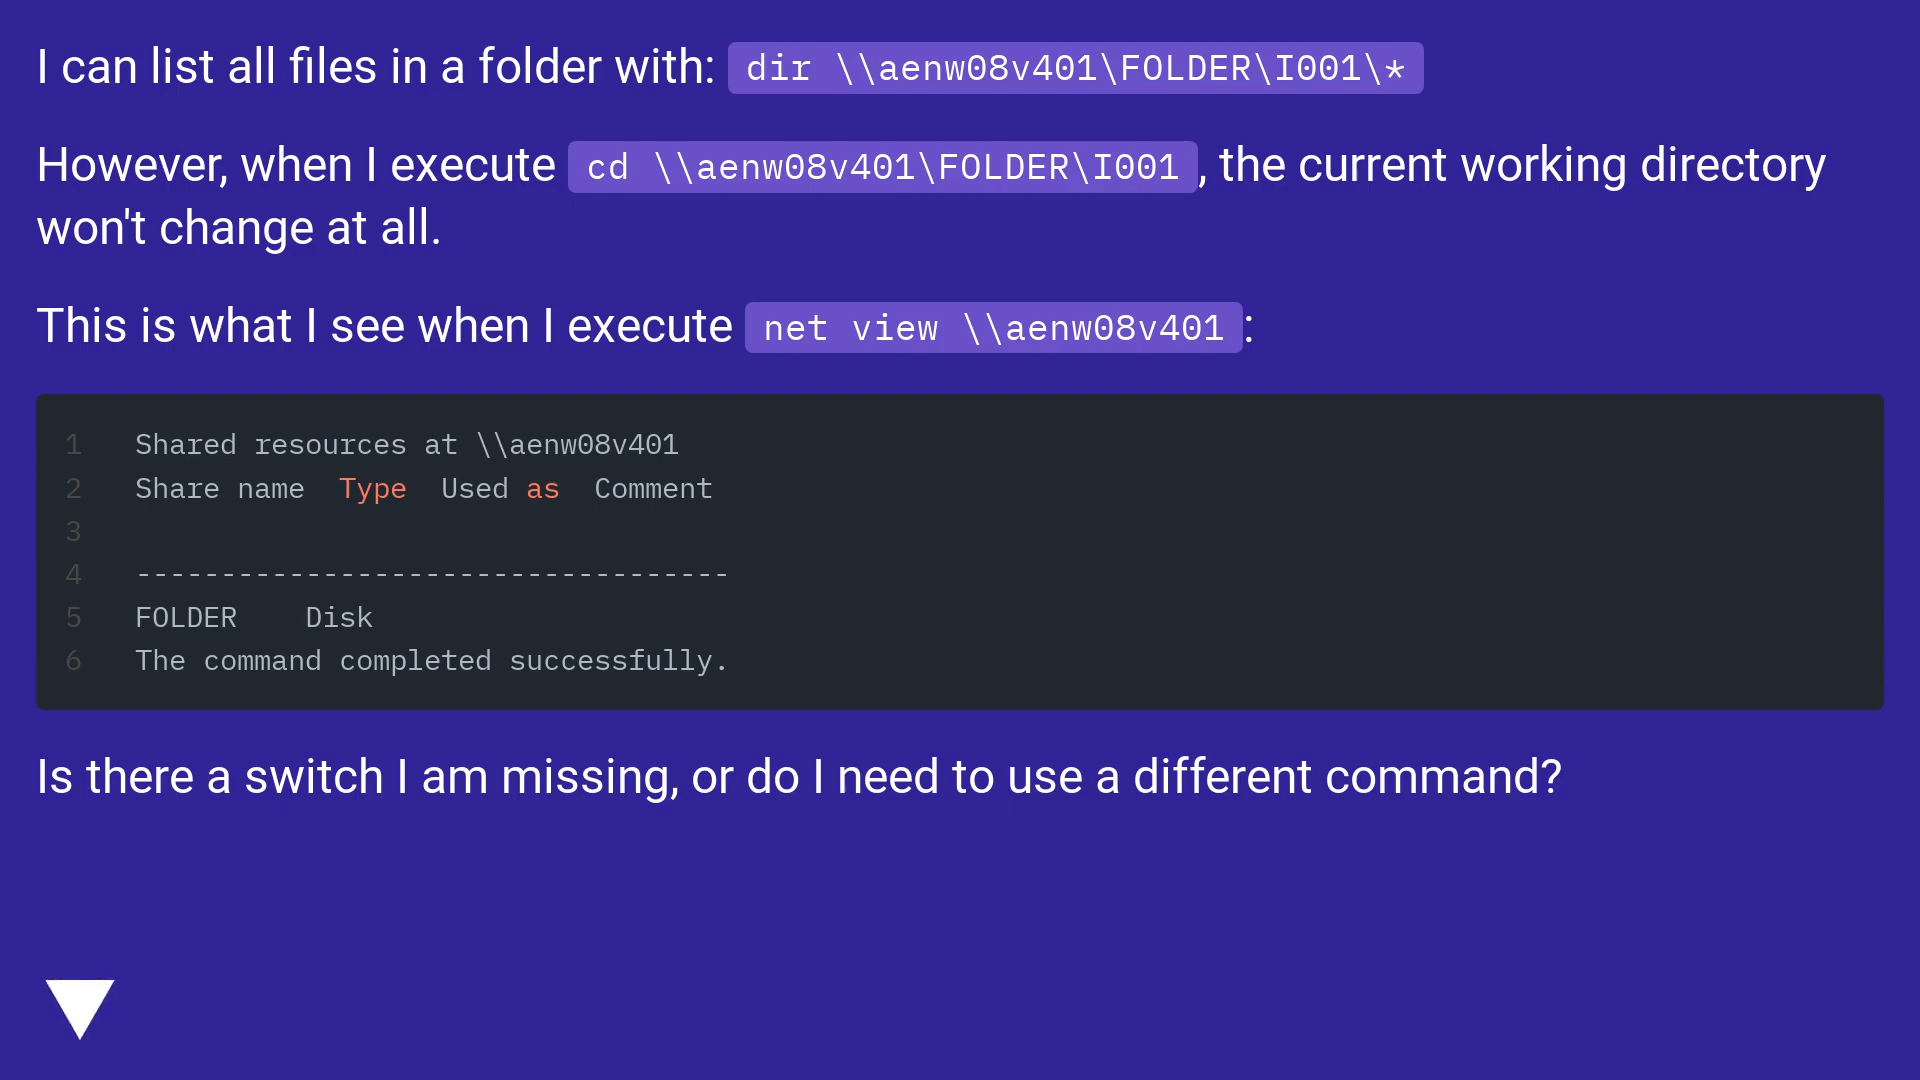 I can list all files in a folder with: dir \\aenw08v401\FOLDER\I001\*
However, when I execute cd \\aenw08v401\FOLDER\I001, the current working directory
won't change at all.
This is what I see when I execute net view \\aenw08v401:
1 Shared resources at \\aenw08v401
2 Share name  Type  Used as  Comment
3
4 -----------------------------------
5 FOLDER    Disk
6 The command completed successfully.
Is there a switch I am missing, or do I need to use a different command?